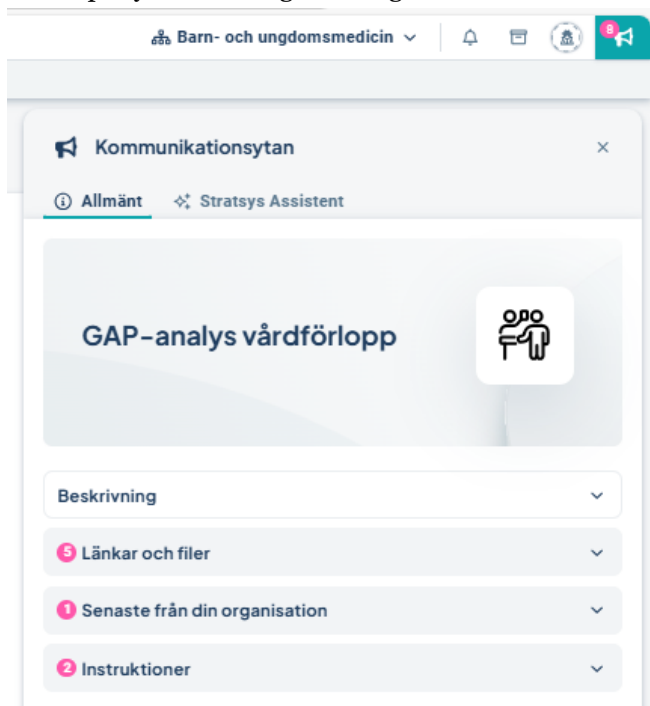 Barn- och ungdomsmedicin
Kommunikationsytan
Allmänt Stratsys Assistent
GAP-analys vårdförlopp
Beskrivning
5 Länkar och filer
1 Senaste från din organisation
2 Instruktioner